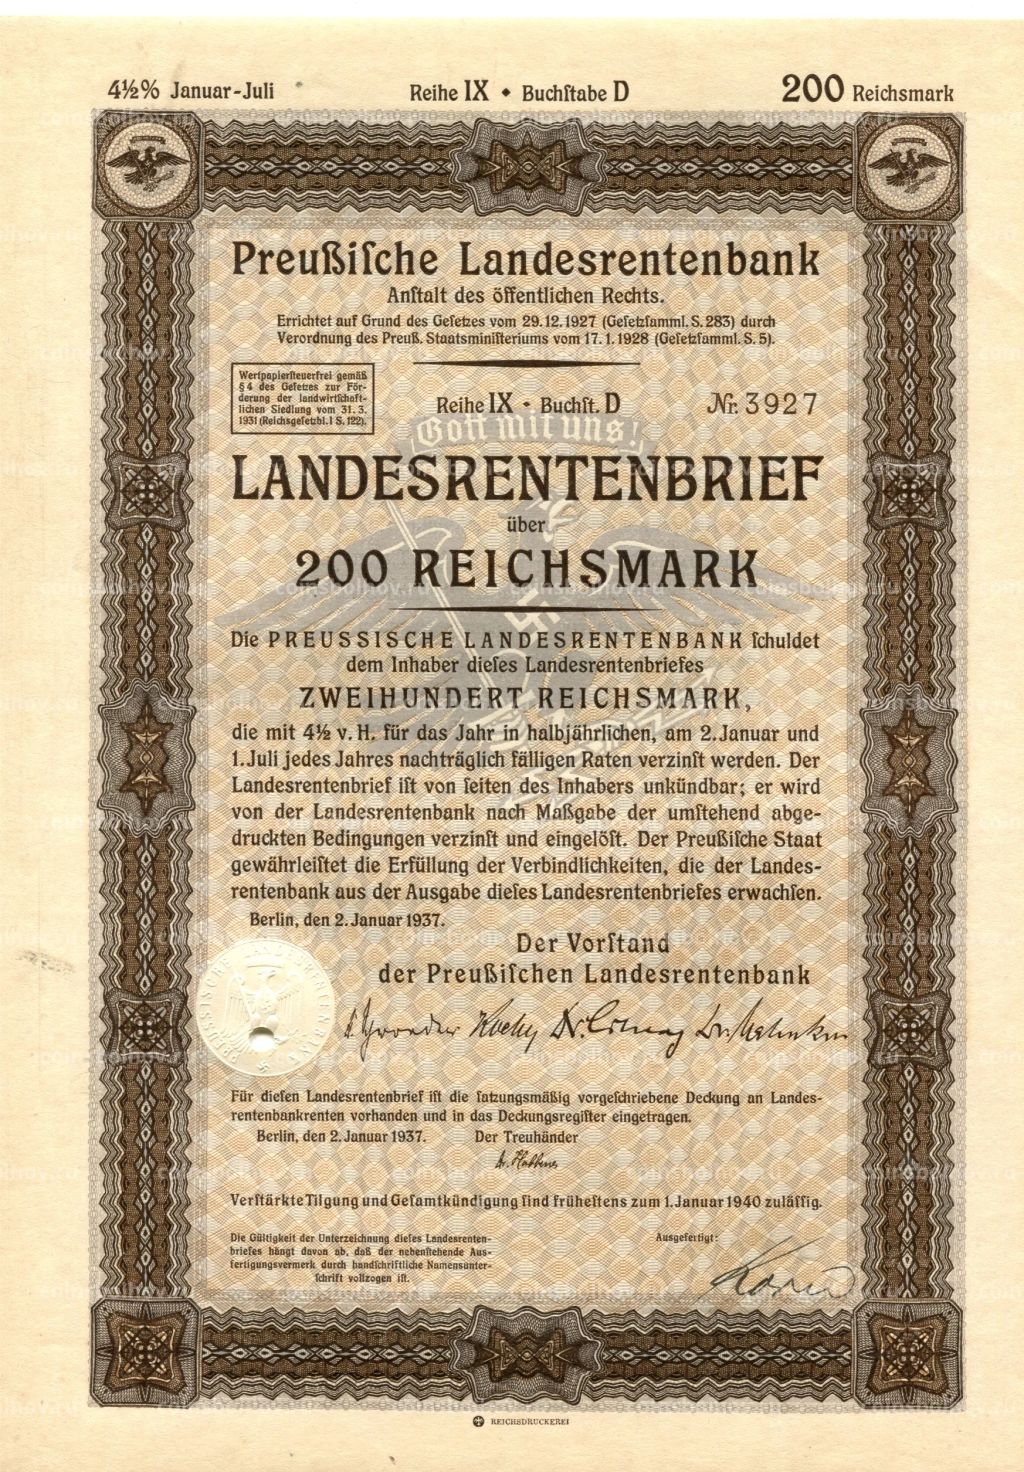 4½% Januar-Juli
Reihe IX ◆ Buchſtabe D
200 Reichsmark
Preußiſche Landesrentenbank
Anſtalt des öffentlichen Rechts.
Errichtet auf Grund des Geſetzes vom 29.12.1927 (Geſetzſamml. S. 283) durch
Verordnung des Preuß. Staatsminiſteriums vom 17.1.1928 (Geſetzſamml. S. 5).
Wertpapierſteuerfrei gemäß
§ 4 des Geſetzes zur För-
derung der landwirtſchaft-
lichen Siedlung vom 31. 3.
1931 (Reichsgeſetzbl. I S. 122).
Reihe IX • Buchſt. D
Nr. 3927
Gott mit uns!
LANDESRENTENBRIEF
über
200 REICHSMARK
Die PREUSSISCHE LANDESRENTENBANK ſchuldet
dem Inhaber dieſes Landesrentenbriefes
ZWEIHUNDERT REICHSMARK,
die mit 4½ v. H. für das Jahr in halbjährlichen, am 2. Januar und
1. Juli jedes Jahres nachträglich fälligen Raten verzinſt werden. Der
Landesrentenbrief iſt von ſeiten des Inhabers unkündbar; er wird
von der Landesrentenbank nach Maßgabe der umſtehend abge-
druckten Bedingungen verzinſt und eingelöſt. Der Preußiſche Staat
gewährleiſtet die Erfüllung der Verbindlichkeiten, die der Landes-
rentenbank aus der Ausgabe dieſes Landesrentenbriefes erwachſen.
Berlin, den 2. Januar 1937.
Der Vorſtand
der Preußiſchen Landesrentenbank
Für dieſen Landesrentenbrief iſt die ſatzungsmäßig vorgeſchriebene Deckung an Landes-
rentenbankrenten vorhanden und in das Deckungsregiſter eingetragen.
Berlin, den 2. Januar 1937.
Der Treuhänder
Verſtärkte Tilgung und Geſamtkündigung ſind früheſtens zum 1. Januar 1940 zuläſſig.
Die Gültigkeit der Unterzeichnung dieſes Landesrenten-
briefes hängt davon ab, daß der nebenſtehende Aus-
fertigungsvermerk durch handſchriftliche Namensunter-
ſchrift vollzogen iſt.
Ausgefertigt:
REICHSDRUCKEREI
coinsbolhov.ru